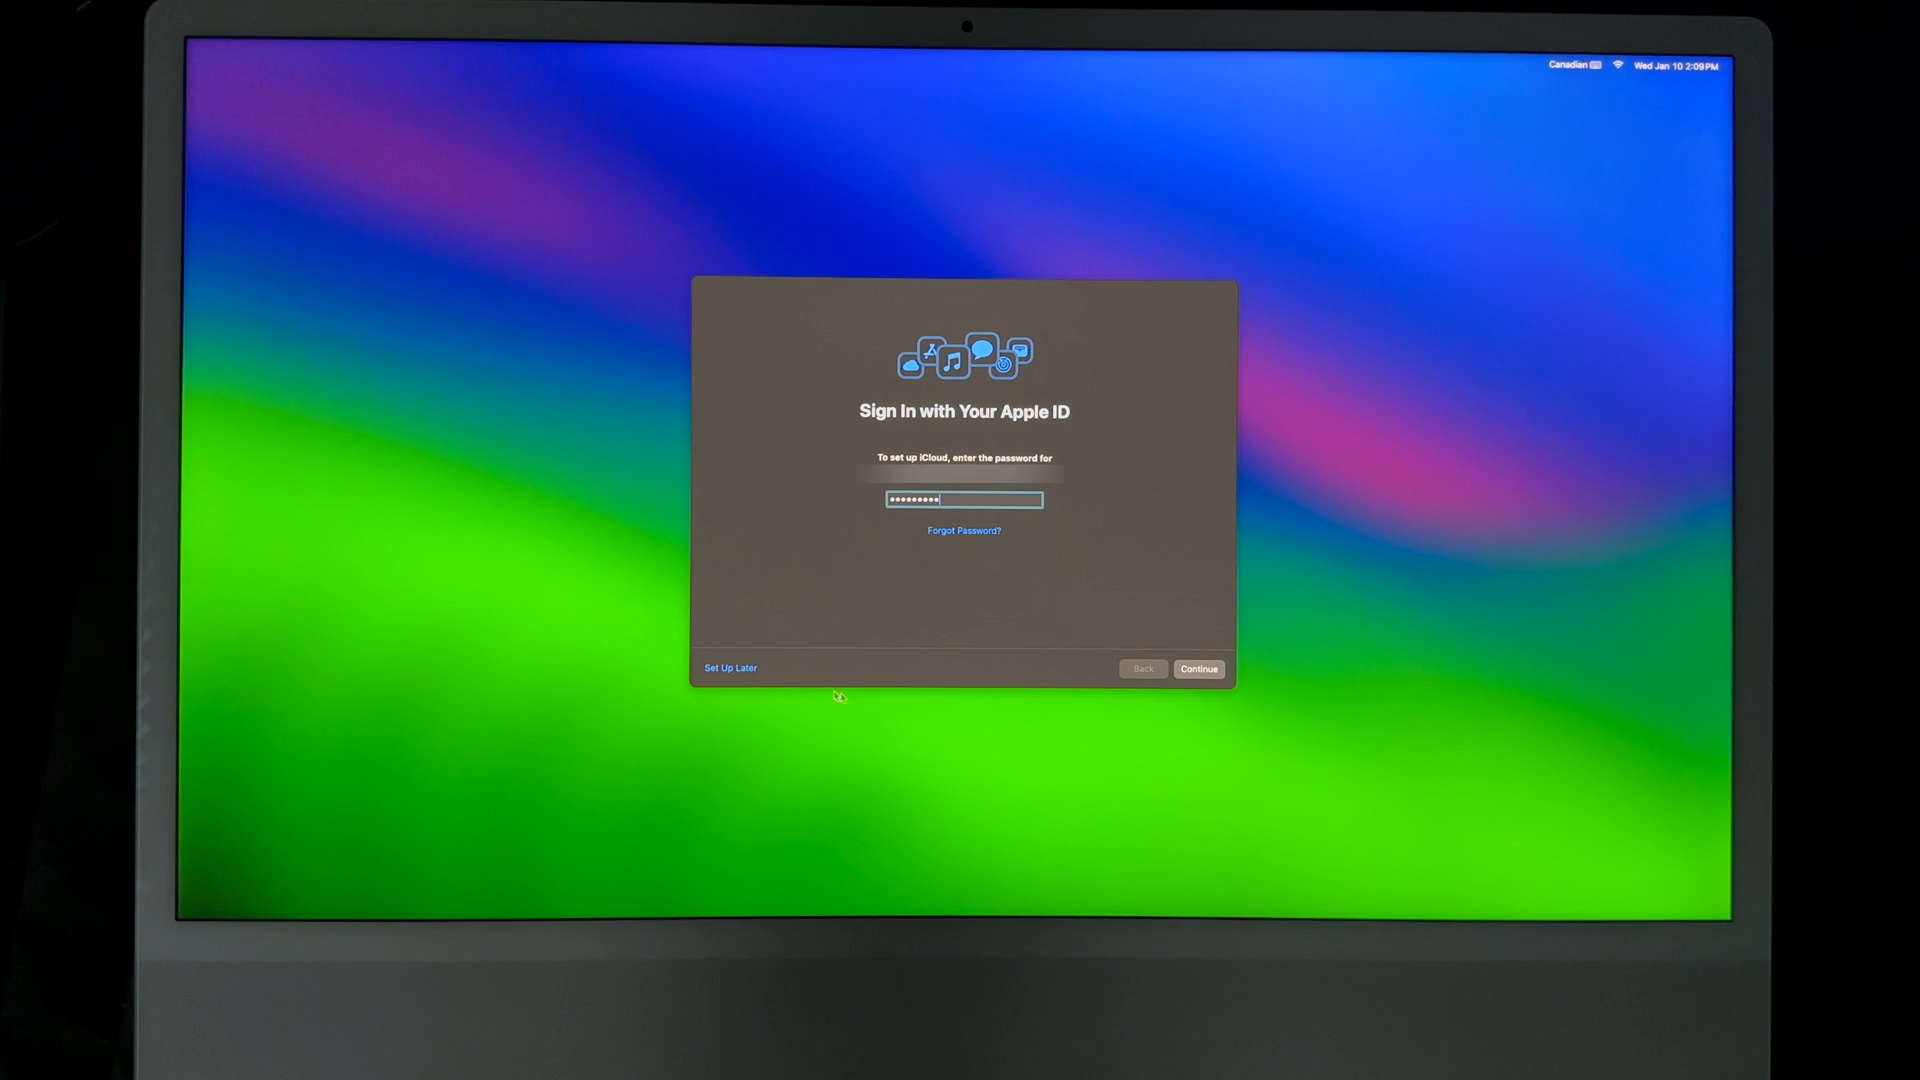 Canadian
Wed Jan 10 2:09 PM
Sign In with Your Apple ID
To set up iCloud, enter the password for
Forgot Password?
Set Up Later
Back
Continue